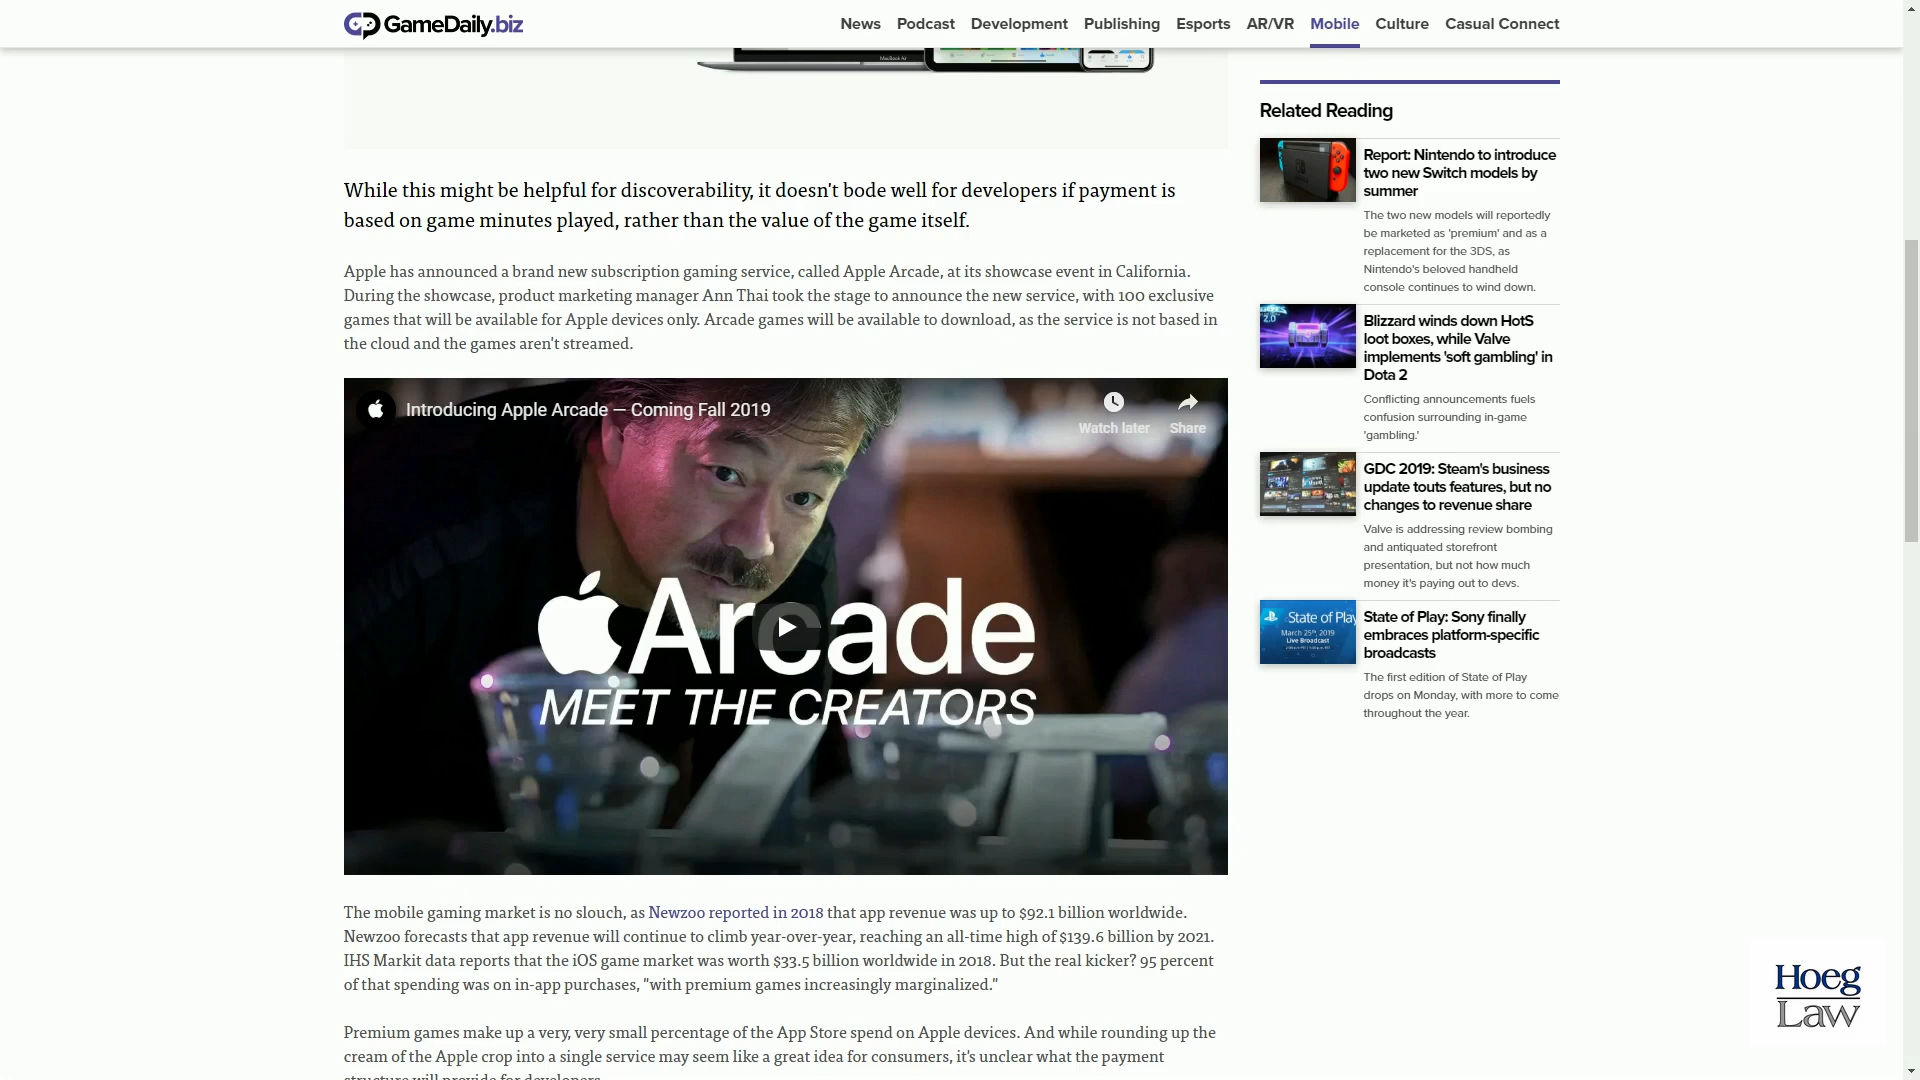 GameDaily.biz
News Podcast Development Publishing Esports AR/VR Mobile Culture Casual Connect
MacBook Air
While this might be helpful for discoverability, it doesn't bode well for developers if payment is
based on game minutes played, rather than the value of the game itself.
Apple has announced a brand new subscription gaming service, called Apple Arcade, at its showcase event in California.
During the showcase, product marketing manager Ann Thai took the stage to announce the new service, with 100 exclusive
games that will be available for Apple devices only. Arcade games will be available to download, as the service is not based in
the cloud and the games aren't streamed.
Introducing Apple Arcade — Coming Fall 2019
Watch later Share
Arcade
MEET THE CREATORS
The mobile gaming market is no slouch, as Newzoo reported in 2018 that app revenue was up to $92.1 billion worldwide.
Newzoo forecasts that app revenue will continue to climb year-over-year, reaching an all-time high of $139.6 billion by 2021.
IHS Markit data reports that the iOS game market was worth $33.5 billion worldwide in 2018. But the real kicker? 95 percent
of that spending was on in-app purchases, "with premium games increasingly marginalized."
Premium games make up a very, very small percentage of the App Store spend on Apple devices. And while rounding up the
cream of the Apple crop into a single service may seem like a great idea for consumers, it's unclear what the payment
structure will provide for developers.
Related Reading
Report: Nintendo to introduce
two new Switch models by
summer
The two new models will reportedly
be marketed as 'premium' and as a
replacement for the 3DS, as
Nintendo's beloved handheld
console continues to wind down.
2.0
Blizzard winds down HotS
loot boxes, while Valve
implements 'soft gambling' in
Dota 2
Conflicting announcements fuels
confusion surrounding in-game
'gambling.'
GDC 2019: Steam's business
update touts features, but no
changes to revenue share
Valve is addressing review bombing
and antiquated storefront
presentation, but not how much
money it's paying out to devs.
State of Play
March 25th, 2019
Live Broadcast
State of Play: Sony finally
embraces platform-specific
broadcasts
The first edition of State of Play
drops on Monday, with more to come
throughout the year.
Hoeg
Law